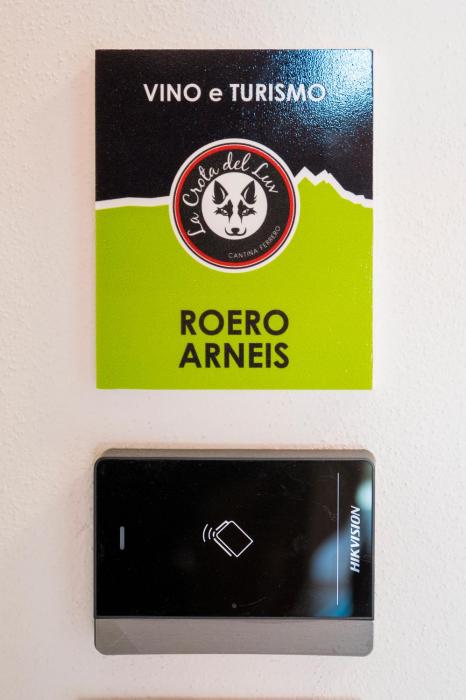 VINO e TURISMO
La Crota del Luv
CANTINA FERRERO
ROERO
ARNEIS
HIKVISION